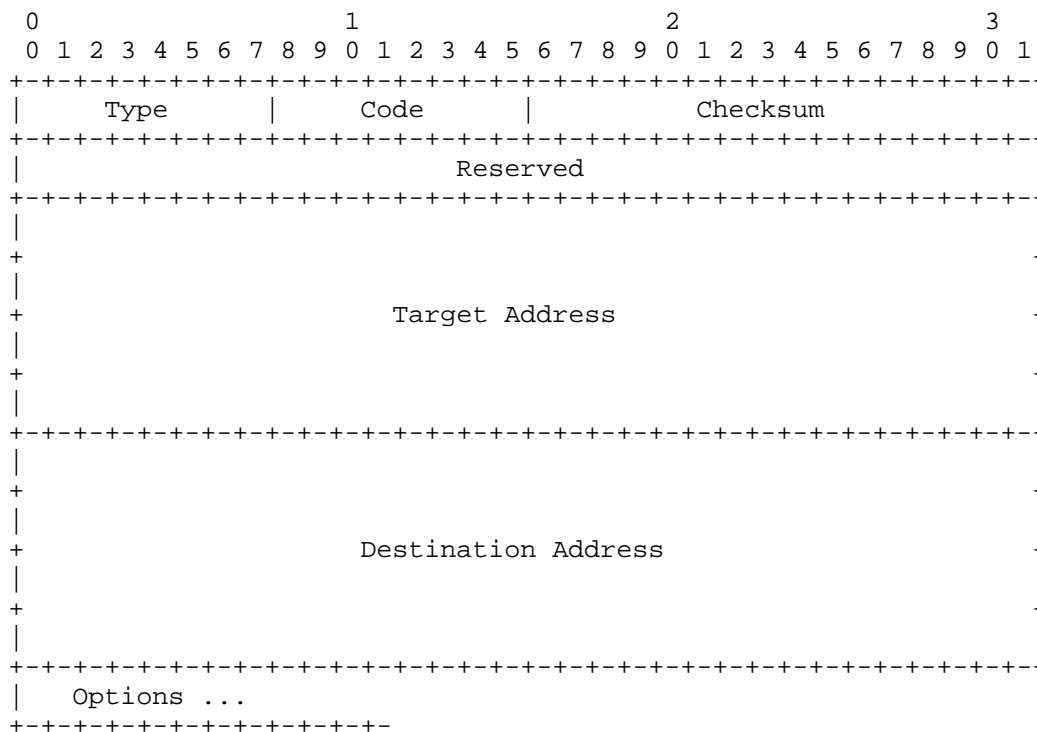 0                   1                   2                   3
0 1 2 3 4 5 6 7 8 9 0 1 2 3 4 5 6 7 8 9 0 1 2 3 4 5 6 7 8 9 0 1
+-+-+-+-+-+-+-+-+-+-+-+-+-+-+-+-+-+-+-+-+-+-+-+-+-+-+-+-+-+-+-+-
|     Type      |     Code      |          Checksum
+-+-+-+-+-+-+-+-+-+-+-+-+-+-+-+-+-+-+-+-+-+-+-+-+-+-+-+-+-+-+-+-
|                           Reserved
+-+-+-+-+-+-+-+-+-+-+-+-+-+-+-+-+-+-+-+-+-+-+-+-+-+-+-+-+-+-+-+-
|
+                                                               -
|
+                       Target Address                          -
|
+                                                               -
|
+-+-+-+-+-+-+-+-+-+-+-+-+-+-+-+-+-+-+-+-+-+-+-+-+-+-+-+-+-+-+-+-
|
+                                                               -
|
+                     Destination Address                       -
|
+                                                               -
|
+-+-+-+-+-+-+-+-+-+-+-+-+-+-+-+-+-+-+-+-+-+-+-+-+-+-+-+-+-+-+-+-
|   Options ...
+-+-+-+-+-+-+-+-+-+-+-+-